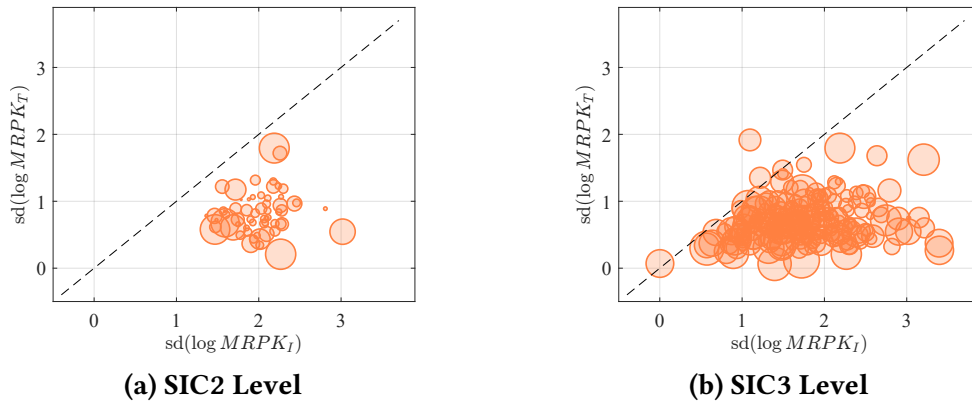 sd(log MRPK_T)
3
2
1
0
0 1 2 3
sd(log MRPK_I)
(a) SIC2 Level
sd(log MRPK_T)
3
2
1
0
0 1 2 3
sd(log MRPK_I)
(b) SIC3 Level